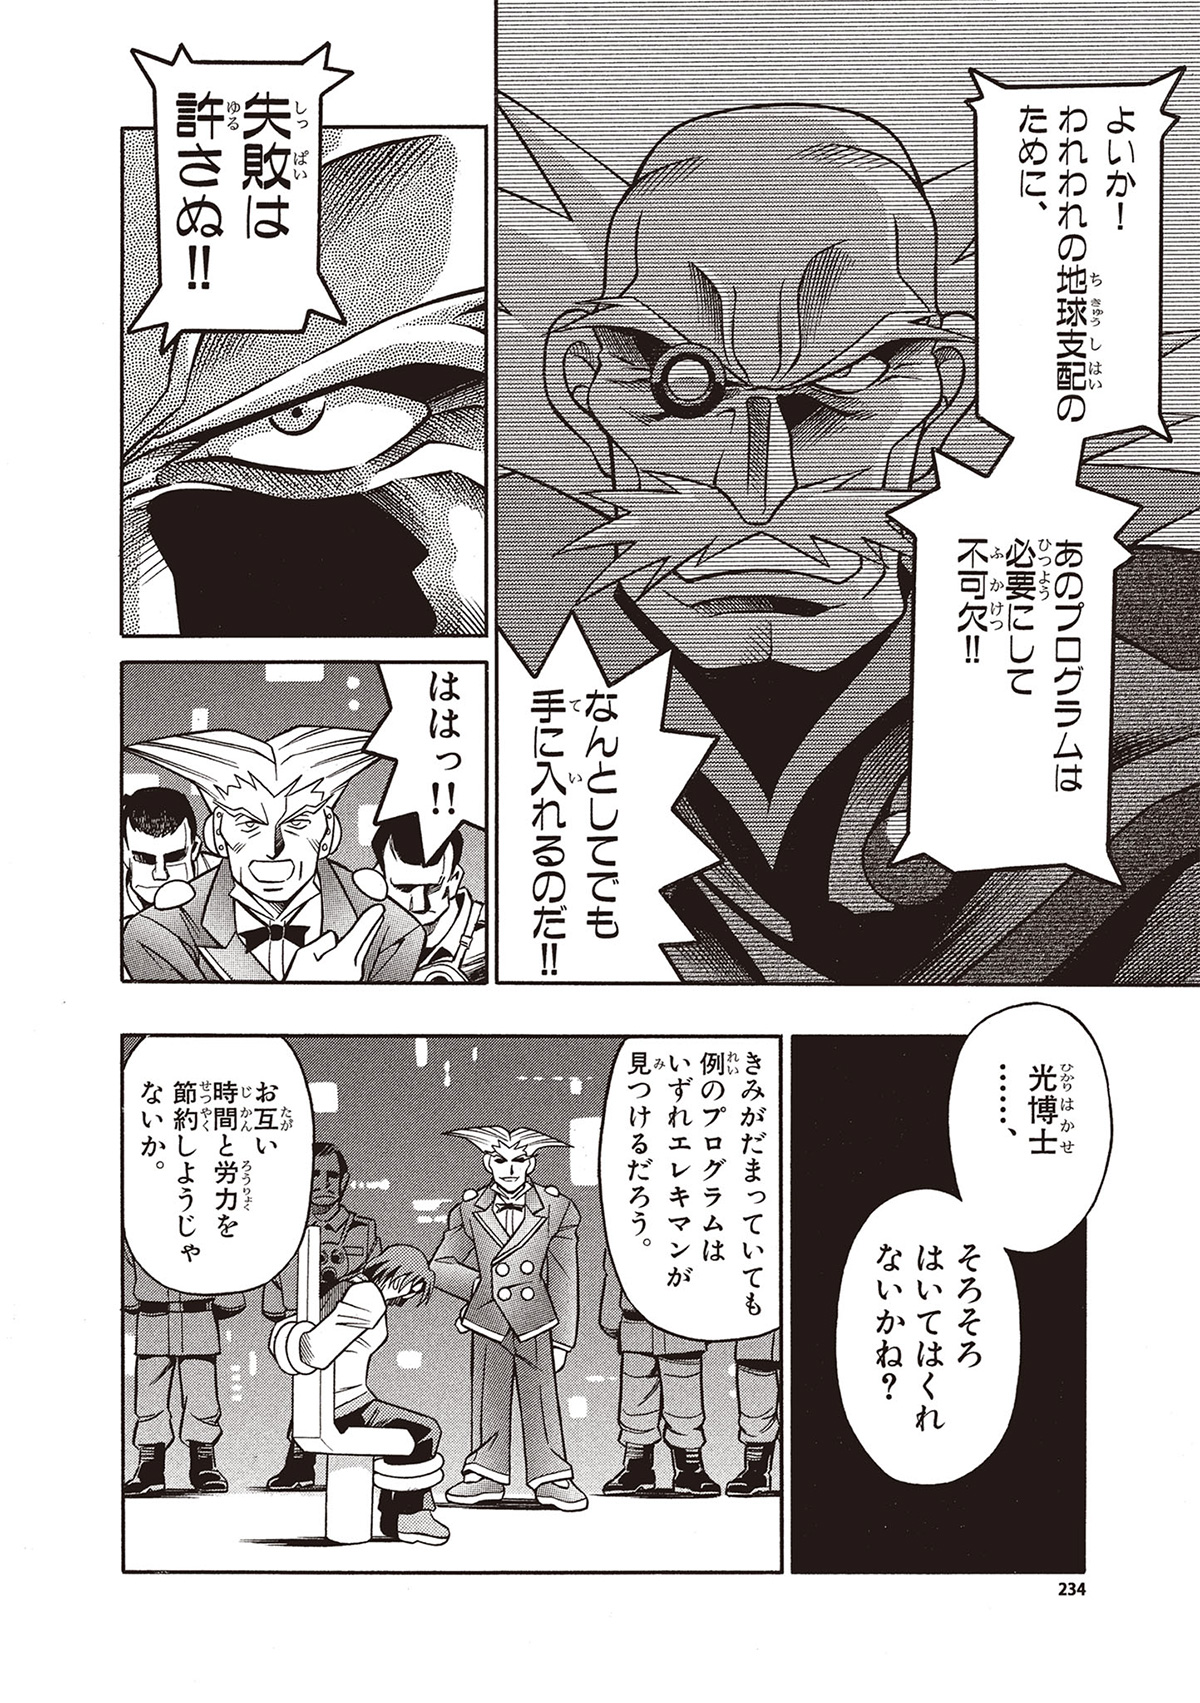 よいか！
われわれの地球支配の
ために、
あのプログラムは
必要にして
不可欠!!
なんとしてでも
手に入れるのだ!!
失敗は
許さぬ!!
ははっ!!
光博士
……、
そろそろ
はいてはくれ
ないかね？
きみがだまっていても
例のプログラムは
いずれエレキマンが
見つけるだろう。
お互い
時間と労力を
節約しようじゃ
ないか。
234